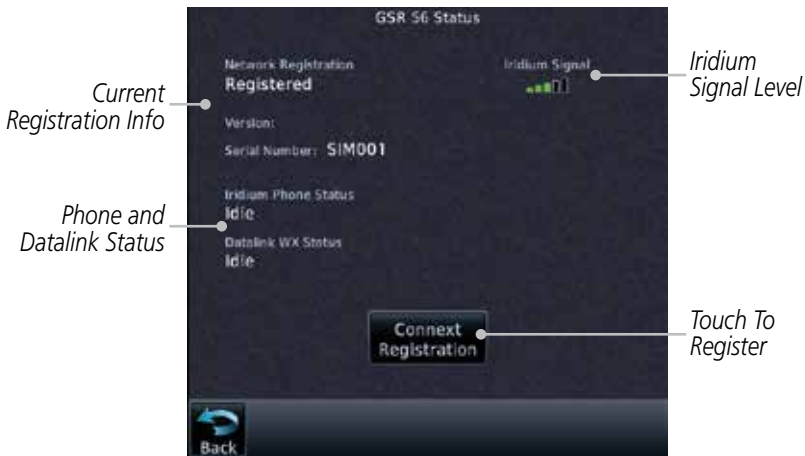 GSR 56 Status
Network Registration
Registered
Iridium Signal
Iridium
Signal Level
Current
Registration Info
Version:
Serial Number: SIM001
Iridium Phone Status
Idle
Phone and
Datalink Status
Datalink WX Status
Idle
Connext
Registration
Touch To
Register
Back